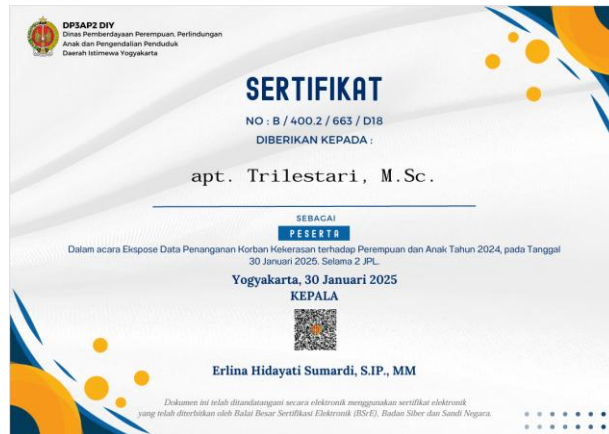 DP3AP2 DIY
Dinas Pemberdayaan Perempuan, Perlindungan
Anak dan Pengendalian Penduduk
Daerah Istimewa Yogyakarta
SERTIFIKAT
NO : B / 400.2 / 663 / D18
DIBERIKAN KEPADA :
apt. Trilestari, M.Sc.
SEBAGAI
PESERTA
Dalam acara Ekspose Data Penanganan Korban Kekerasan terhadap Perempuan dan Anak Tahun 2024, pada Tanggal
30 Januari 2025. Selama 2 JPL.
Yogyakarta, 30 Januari 2025
KEPALA
Erlina Hidayati Sumardi, S.IP., MM
Dokumen ini telah ditandatangani secara elektronik menggunakan sertifikat elektronik
yang telah diterbitkan oleh Balai Besar Sertifikasi Elektronik (BSrE), Badan Siber dan Sandi Negara.